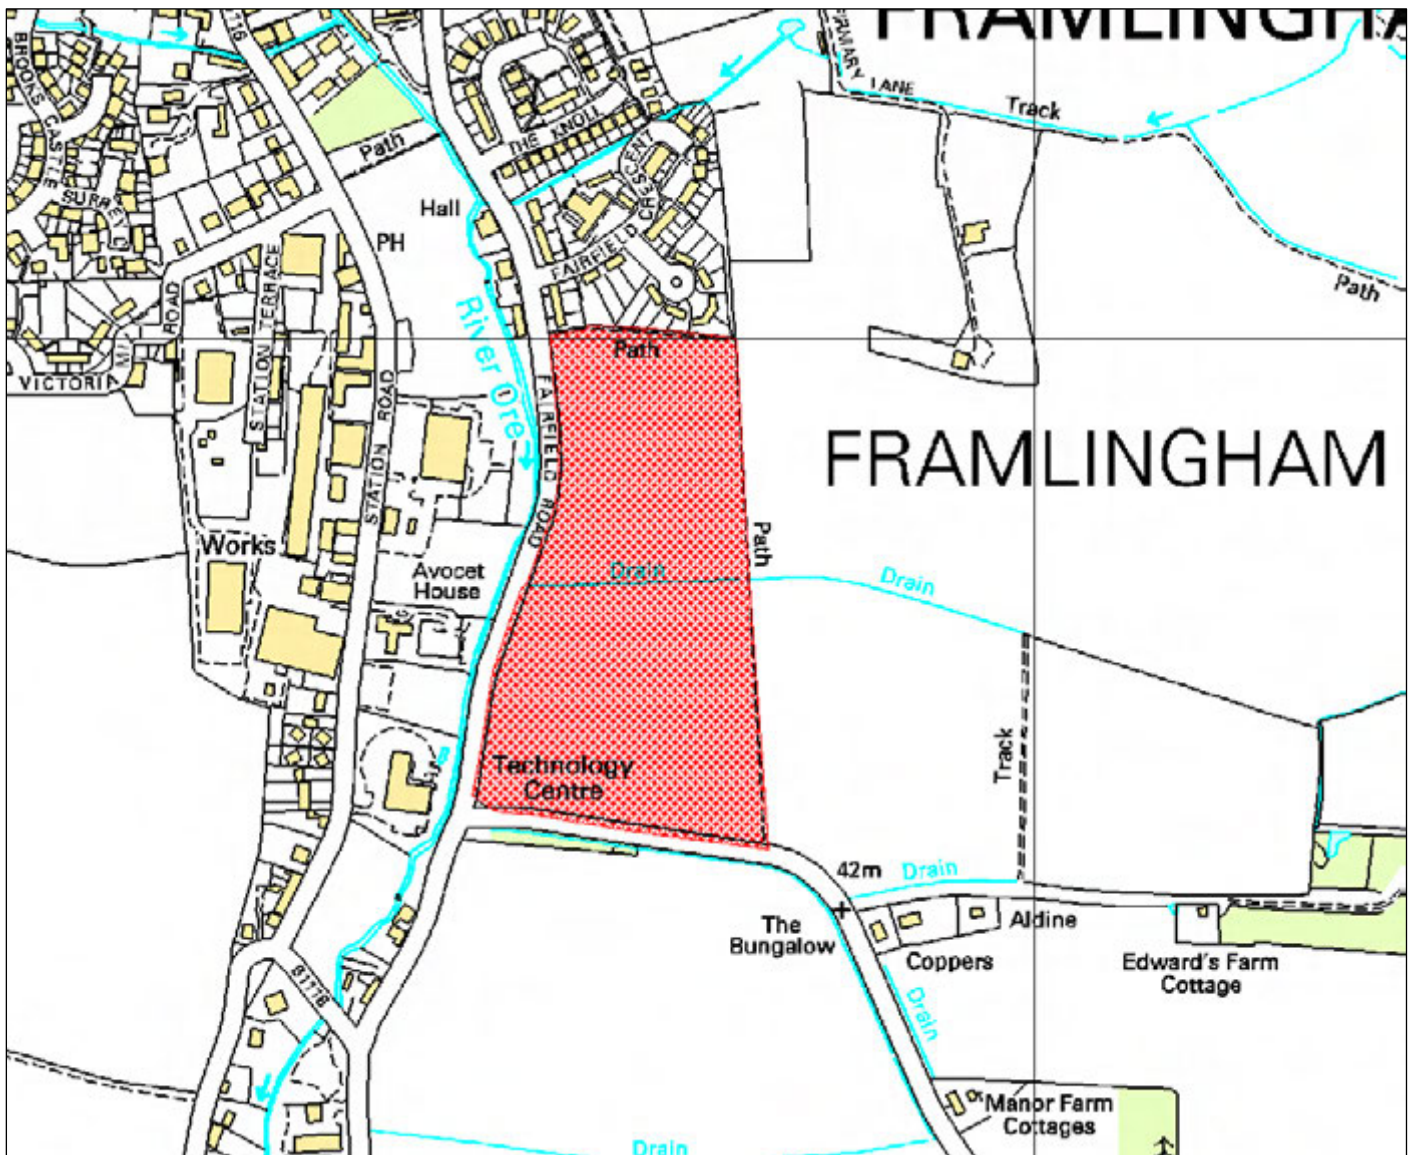 FRAMLINGHA
B1116
BROOKS
CASTLE
SURREY
LANE
Track
THE KNOLL
Path
CRESCENT
Hall
PH
FAIRFIELD
Path
STATION TERRACE
ROAD
River Ore
Path
VICTORIA
MILL
FAIRFIELD ROAD
STATION ROAD
FRAMLINGHAM
Path
Works
Avocet
House
Drain
Drain
Track
Technology
Centre
42m
Drain
The
Bungalow
Aldine
Coppers
Edward's Farm
Cottage
B1116
Drain
Manor Farm
Cottages
Drain